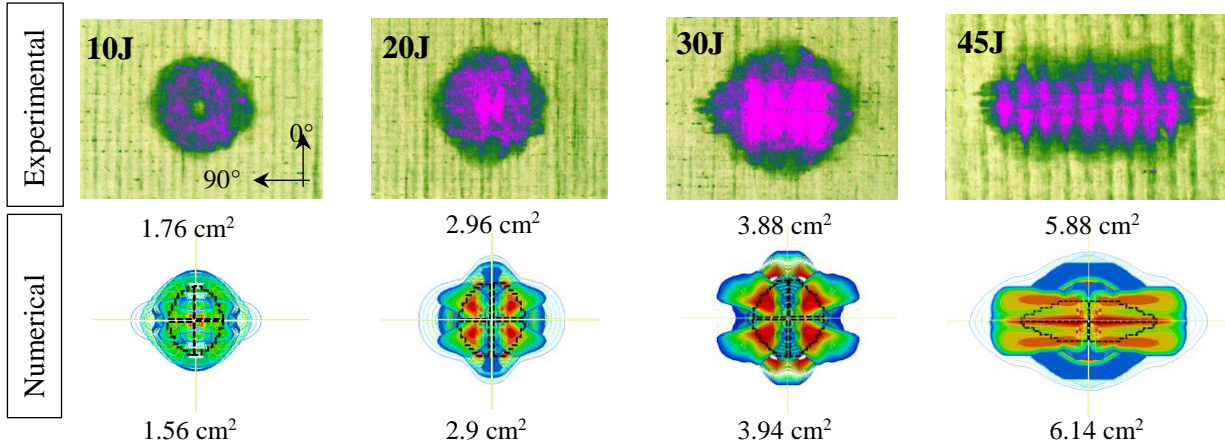 Experimental
10J
20J
30J
45J
0°
90°
1.76 cm²
2.96 cm²
3.88 cm²
5.88 cm²
Numerical
1.56 cm²
2.9 cm²
3.94 cm²
6.14 cm²